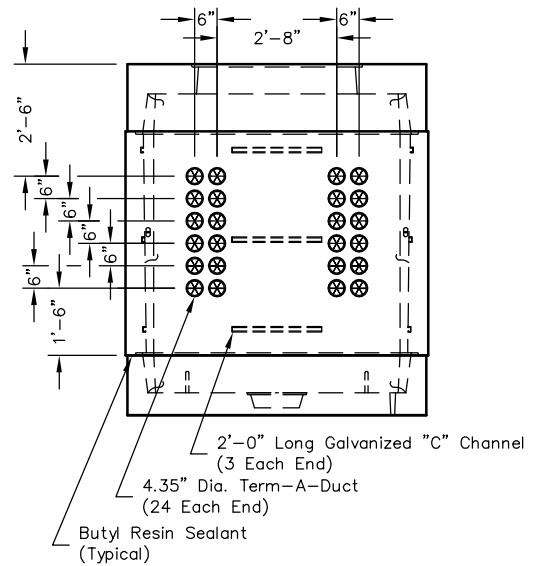 6" 6"
2'-8"
2'-6"
6"
6"
6"
6"
6"
1'-6"
2'-0" Long Galvanized "C" Channel
(3 Each End)
4.35" Dia. Term-A-Duct
(24 Each End)
Butyl Resin Sealant
(Typical)